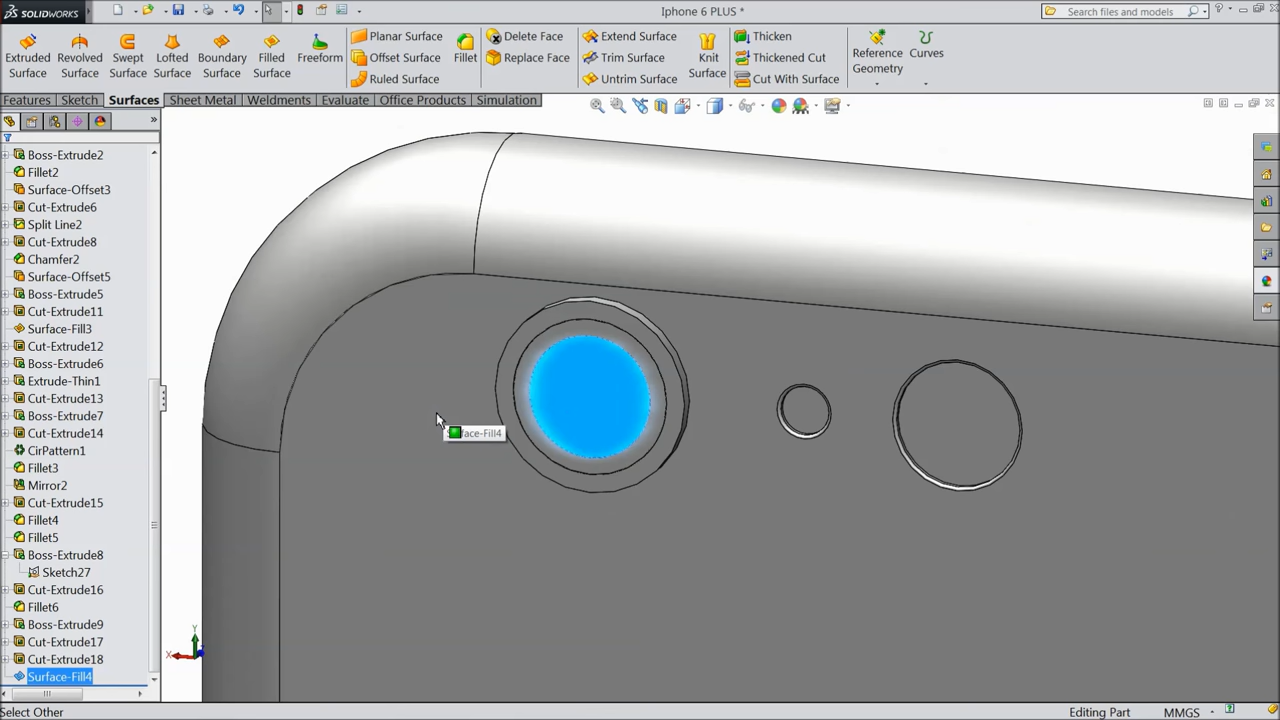 SOLIDWORKS
Iphone 6 PLUS *
Search files and models
Extruded Surface
Revolved Surface
Swept Surface
Lofted Surface
Boundary Surface
Filled Surface
Freeform
Planar Surface
Offset Surface
Ruled Surface
Fillet
Delete Face
Replace Face
Extend Surface
Trim Surface
Untrim Surface
Knit Surface
Thicken
Thickened Cut
Cut With Surface
Reference Geometry
Curves
Features
Sketch
Surfaces
Sheet Metal
Weldments
Evaluate
Office Products
Simulation
Boss-Extrude2
Fillet2
Surface-Offset3
Cut-Extrude6
Split Line2
Cut-Extrude8
Chamfer2
Surface-Offset5
Boss-Extrude5
Cut-Extrude11
Surface-Fill3
Cut-Extrude12
Boss-Extrude6
Extrude-Thin1
Cut-Extrude13
Boss-Extrude7
Cut-Extrude14
CirPattern1
Fillet3
Mirror2
Cut-Extrude15
Fillet4
Fillet5
Boss-Extrude8
Sketch27
Cut-Extrude16
Fillet6
Boss-Extrude9
Cut-Extrude17
Cut-Extrude18
Surface-Fill4
face-Fill4
Y
X
Select Other
Editing Part
MMGS